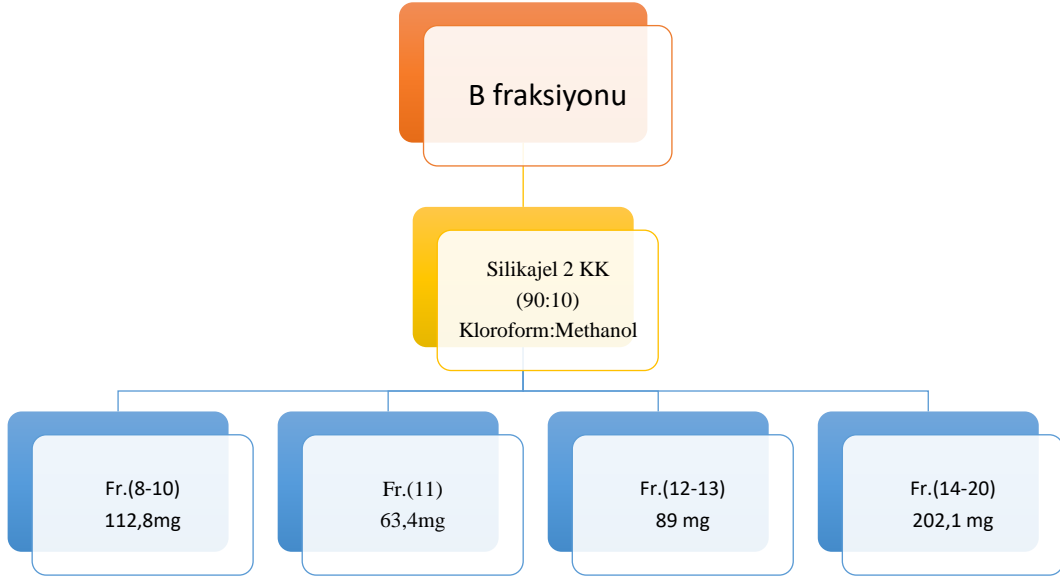 B fraksiyonu
Silikajel 2 KK
(90:10)
Kloroform:Methanol
Fr.(8-10)
112,8mg
Fr.(11)
63,4mg
Fr.(12-13)
89 mg
Fr.(14-20)
202,1 mg